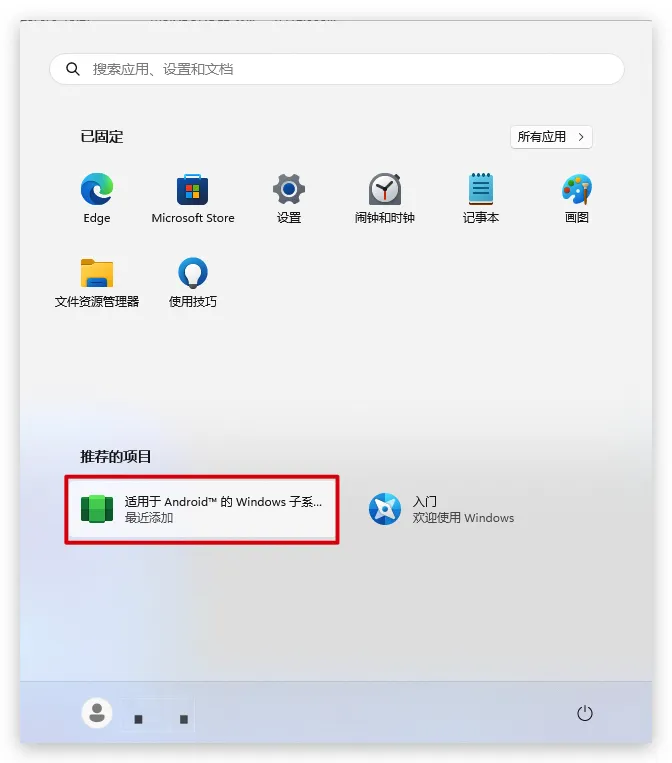 搜索应用、设置和文档
已固定
所有应用
Edge
Microsoft Store
设置
闹钟和时钟
记事本
画图
文件资源管理器
使用技巧
推荐的项目
适用于 Android™ 的 Windows 子系...
最近添加
入门
欢迎使用 Windows